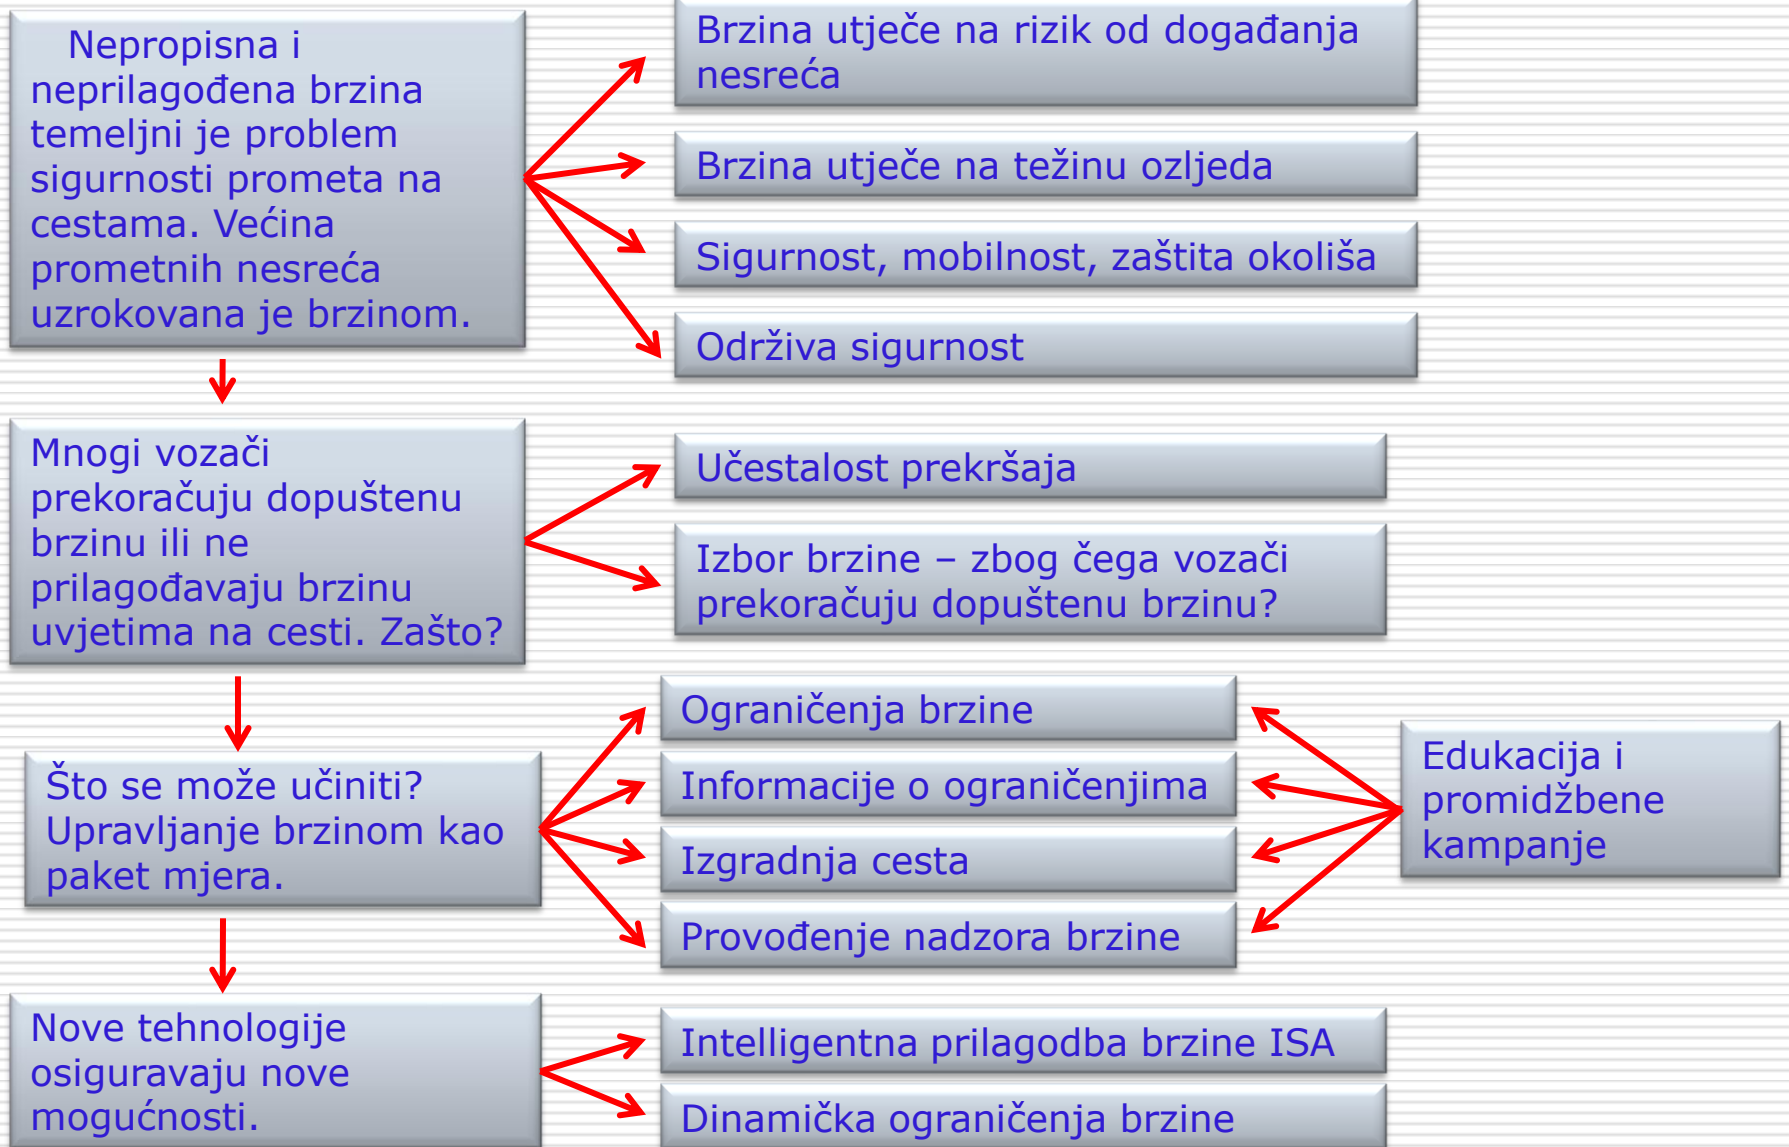 Nepropisna i
neprilagođena brzina
temeljni je problem
sigurnosti prometa na
cestama. Većina
prometnih nesreća
uzrokovana je brzinom.
Brzina utječe na rizik od događanja
nesreća
Brzina utječe na težinu ozljeda
Sigurnost, mobilnost, zaštita okoliša
Održiva sigurnost
Mnogi vozači
prekoračuju dopuštenu
brzinu ili ne
prilagođavaju brzinu
uvjetima na cesti. Zašto?
Učestalost prekršaja
Izbor brzine – zbog čega vozači
prekoračuju dopuštenu brzinu?
Što se može učiniti?
Upravljanje brzinom kao
paket mjera.
Ograničenja brzine
Informacije o ograničenjima
Izgradnja cesta
Provođenje nadzora brzine
Edukacija i
promidžbene
kampanje
Nove tehnologije
osiguravaju nove
mogućnosti.
Intelligentna prilagodba brzine ISA
Dinamička ograničenja brzine